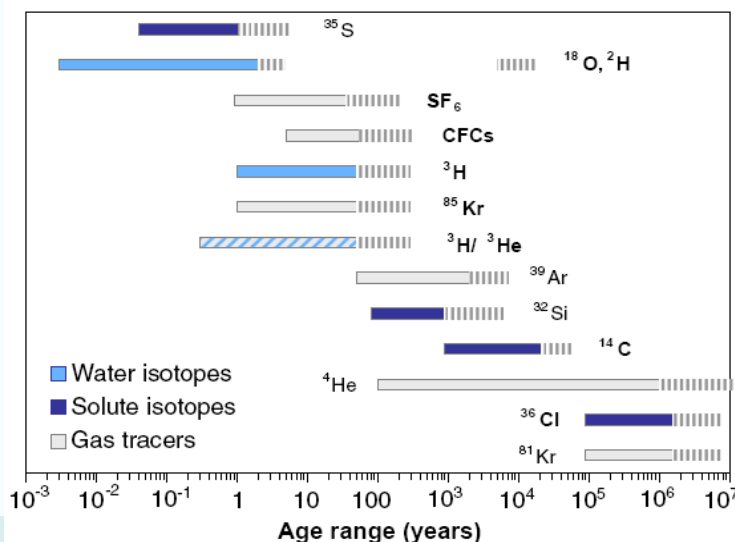 ³⁵S
¹⁸O, ²H
SF₆
CFCs
³H
⁸⁵Kr
³H/ ³He
³⁹Ar
³²Si
¹⁴C
⁴He
³⁶Cl
⁸¹Kr
Water isotopes
Solute isotopes
Gas tracers
10⁻³ 10⁻² 10⁻¹ 1 10 100 10³ 10⁴ 10⁵ 10⁶ 10⁷
Age range (years)